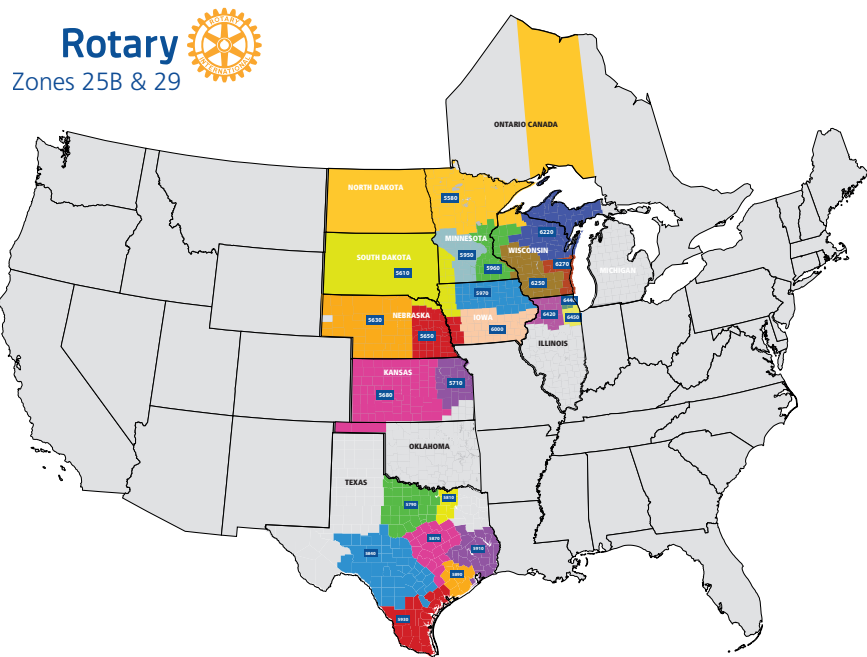 Rotary
ROTARY
INTERNATIONAL
Zones 25B & 29
ONTARIO CANADA
NORTH DAKOTA
5580
MINNESOTA
SOUTH DAKOTA
5610
5950
5960
WISCONSIN
6220
6270
6250
MICHIGAN
5970
5630
NEBRASKA
5650
IOWA
6000
6440
6420
6450
ILLINOIS
KANSAS
5680
5710
OKLAHOMA
TEXAS
5790
5810
5840
5870
5910
5890
5930